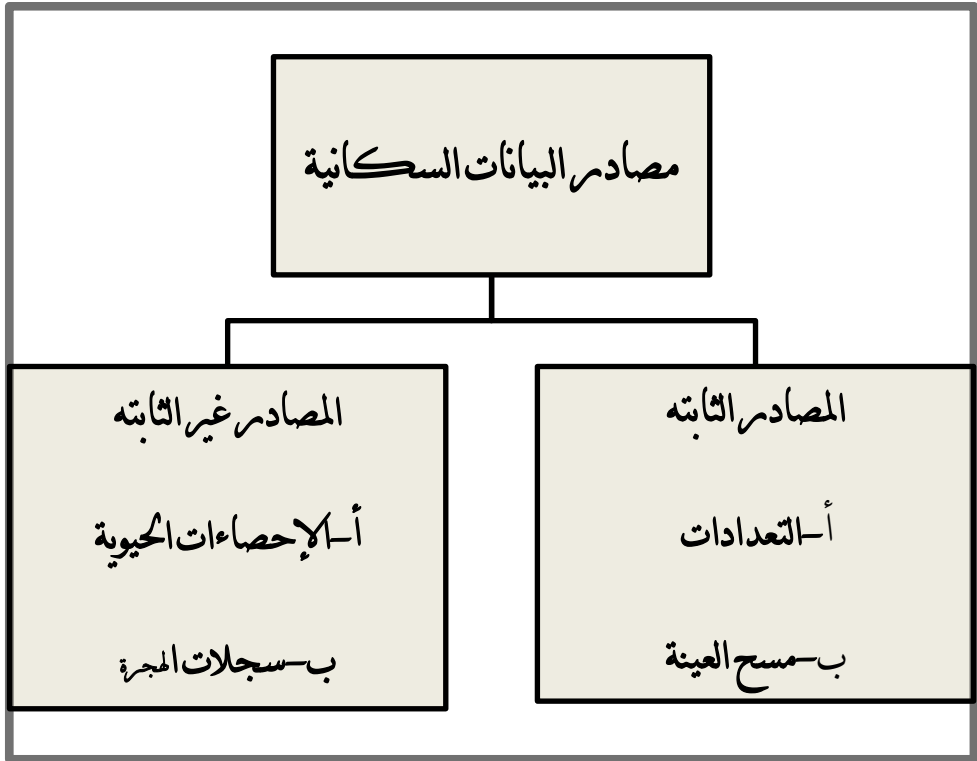 مصادر البيانات السكانية
المصادر الثابته
أ–التعدادات
ب–مسح العينة
المصادر غير الثابته
أ–الإحصاءات الحيوية
ب–سجلات الهجرة